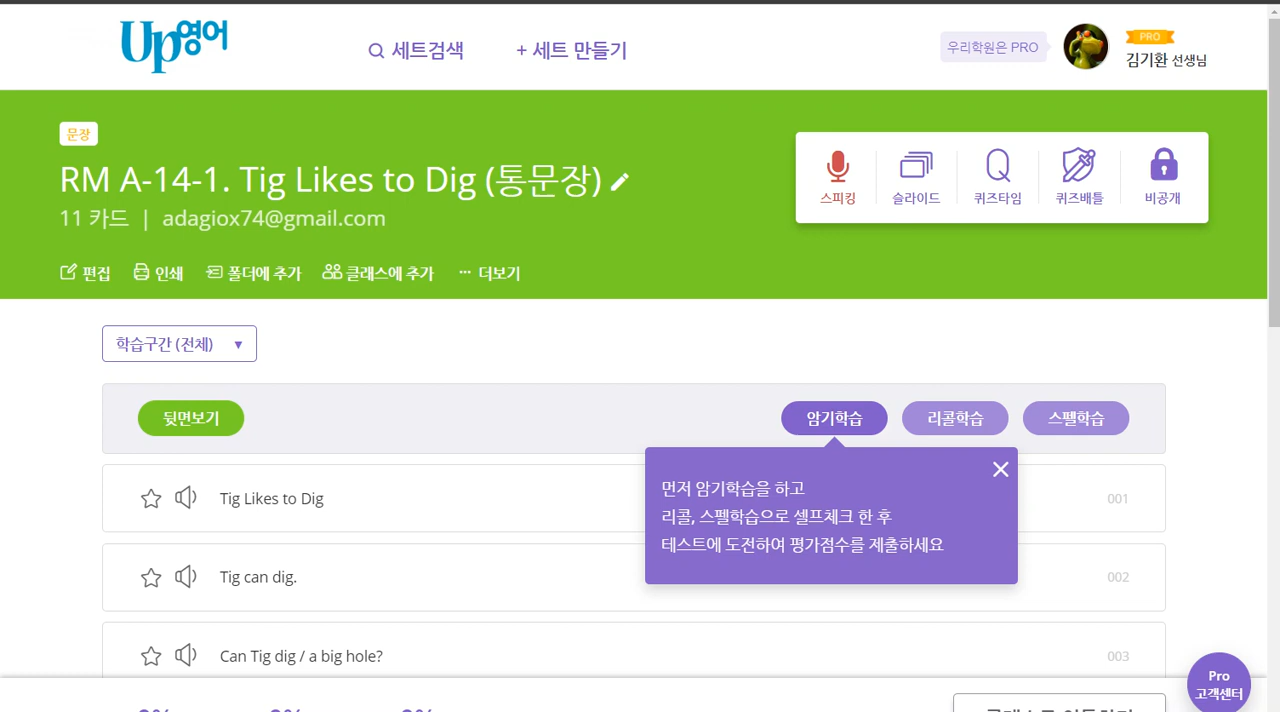 Up영어
세트검색
+ 세트 만들기
우리학원은 PRO
PRO
김기환 선생님
문장
RM A-14-1. Tig Likes to Dig (통문장)
11 카드 | adagiox74@gmail.com
편집 인쇄 폴더에 추가 클래스에 추가 ··· 더보기
스피킹 슬라이드 퀴즈타임 퀴즈배틀 비공개
학습구간 (전체) ▼
뒷면보기 암기학습 리콜학습 스펠학습
먼저 암기학습을 하고
리콜, 스펠학습으로 셀프체크 한 후
테스트에 도전하여 평가점수를 제출하세요
Tig Likes to Dig 001
Tig can dig. 002
Can Tig dig / a big hole? 003
Pro
고객센터